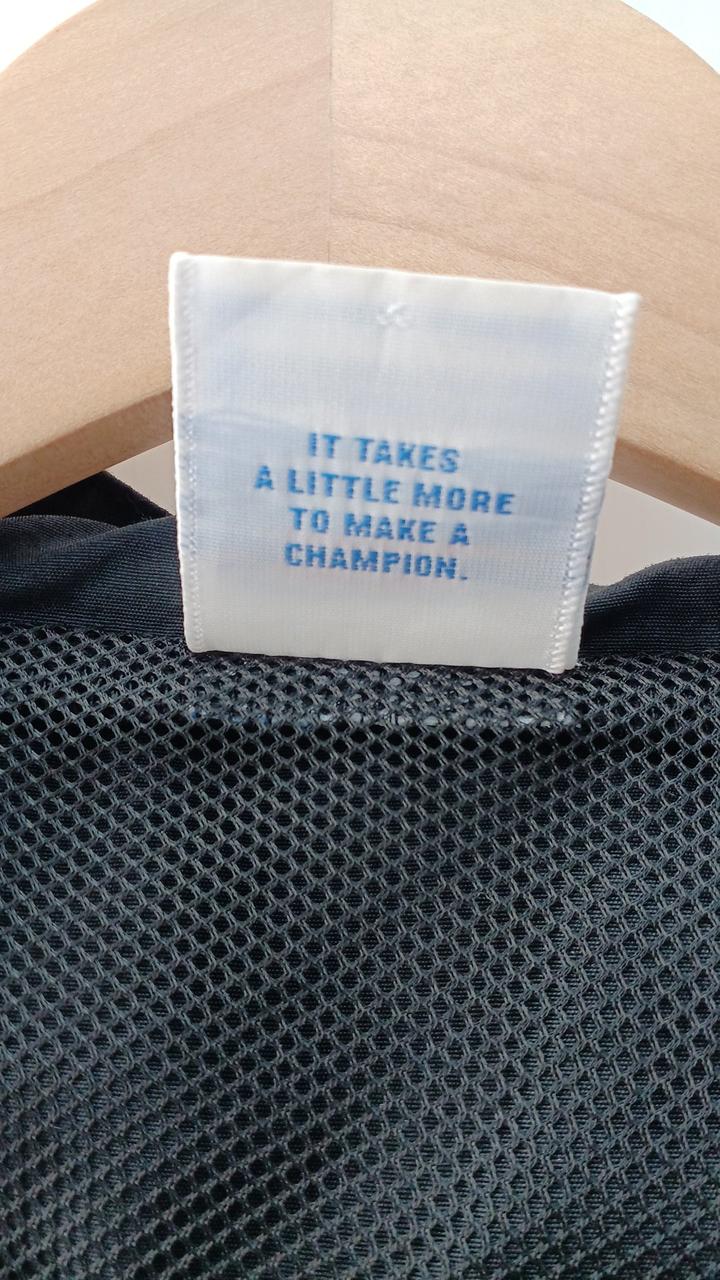 IT TAKES
A LITTLE MORE
TO MAKE A
CHAMPION.